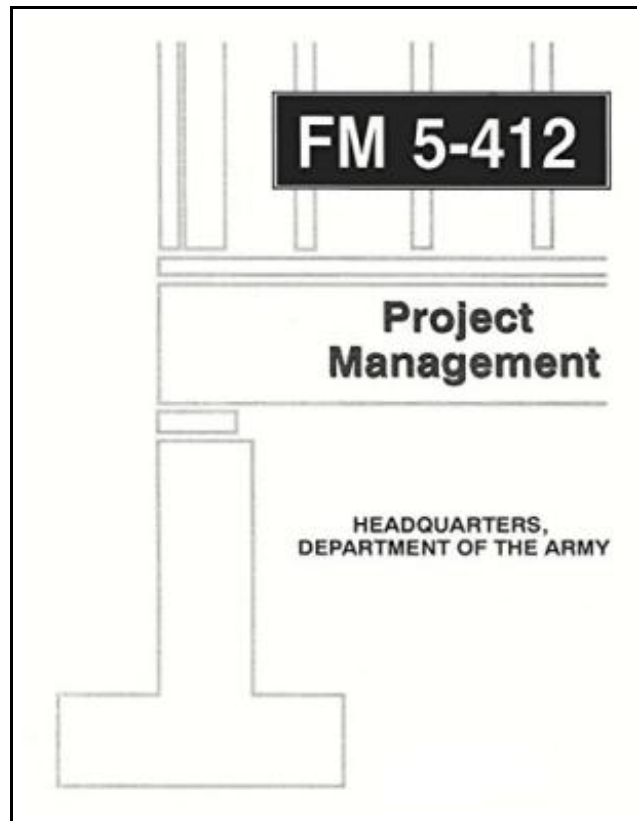 FM 5-412
Project
Management
HEADQUARTERS,
DEPARTMENT OF THE ARMY